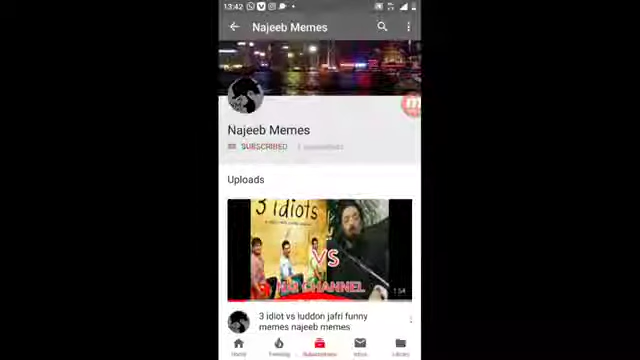 13:42
Najeeb Memes
Najeeb Memes
SUBSCRIBED
Uploads
3 idiots
VS
CHANNEL
1:54
3 idiot vs luddon jafri funny
memes najeeb memes
Home
Trending
Subscriptions
Inbox
Library